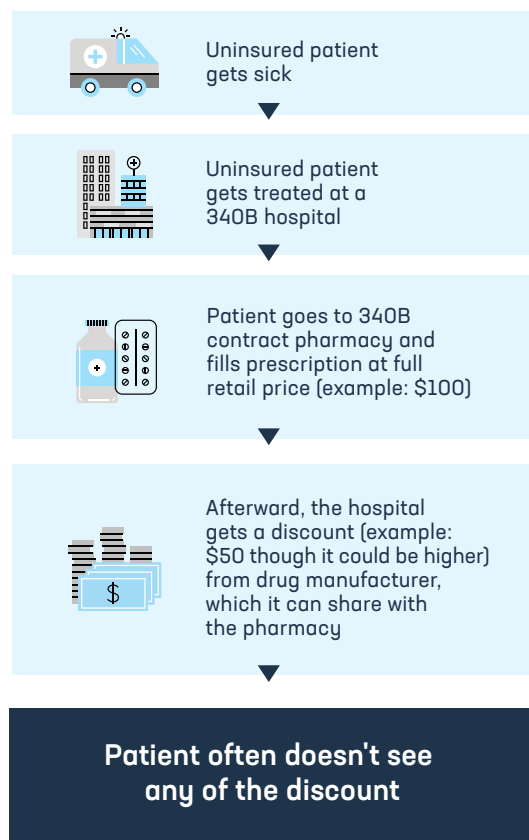 Uninsured patient
gets sick
Uninsured patient
gets treated at a
340B hospital
Patient goes to 340B
contract pharmacy and
fills prescription at full
retail price (example: $100)
Afterward, the hospital
gets a discount (example:
$50 though it could be higher)
from drug manufacturer,
which it can share with
the pharmacy
$
Patient often doesn't see
any of the discount